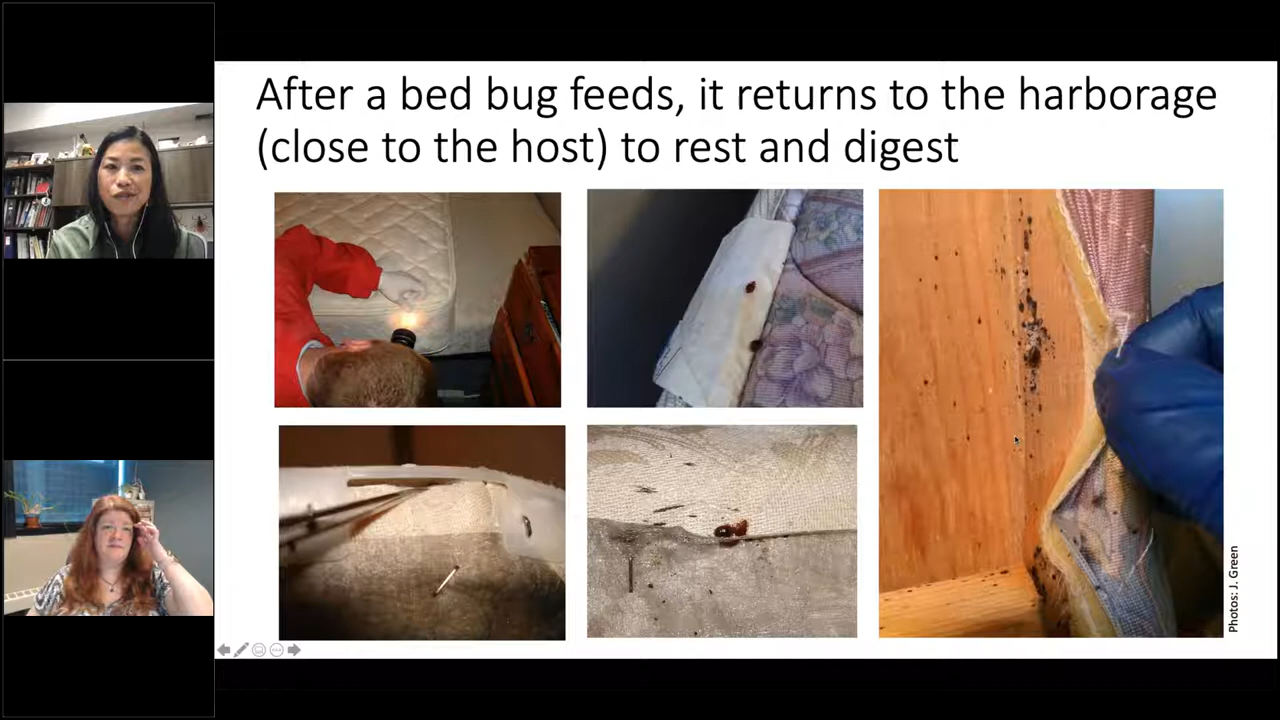 After a bed bug feeds, it returns to the harborage
(close to the host) to rest and digest
Photos: J. Green